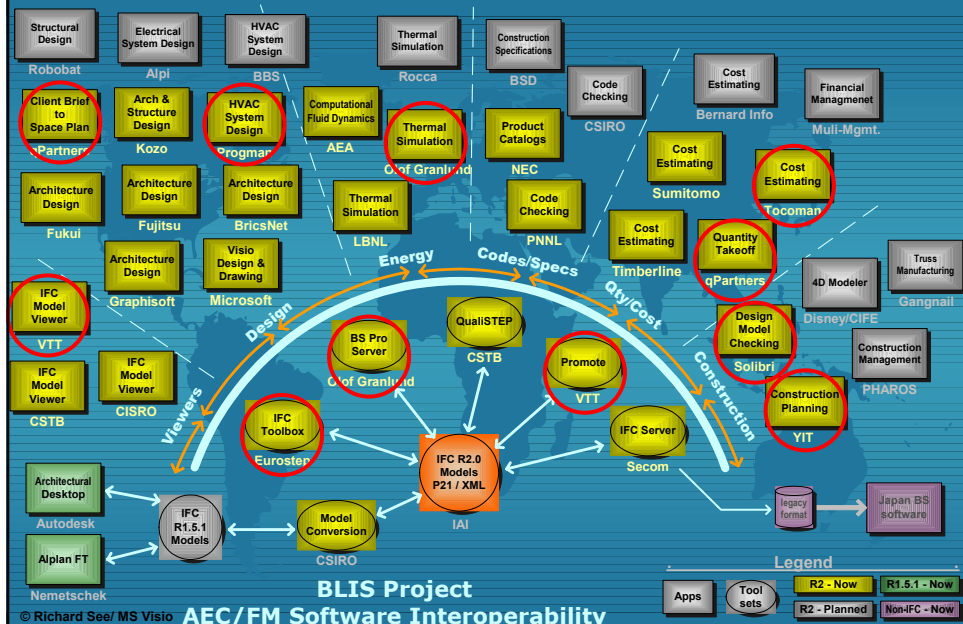 Structural
Design
Robobat
Electrical
System Design
Alpi
HVAC
System
Design
BBS
Thermal
Simulation
Rocca
Construction
Specifications
BSD
Code
Checking
CSIRO
Cost
Estimating
Bernard Info
Financial
Managmenet
Muli-Mgmt.
Client Brief
to
Space Plan
qPartners
Arch &
Structure
Design
Kozo
HVAC
System
Design
Progman
Computational
Fluid Dynamics
AEA
Thermal
Simulation
Olof Granlund
Product
Catalogs
NEC
Cost
Estimating
Sumitomo
Cost
Estimating
Tocoman
Architecture
Design
Fukui
Architecture
Design
Fujitsu
Architecture
Design
BricsNet
Thermal
Simulation
LBNL
Code
Checking
PNNL
Cost
Estimating
Timberline
Quantity
Takeoff
qPartners
Architecture
Design
Graphisoft
Visio
Design &
Drawing
Microsoft
4D Modeler
Disney/CIFE
Truss
Manufacturing
Gangnail
IFC
Model
Viewer
VTT
Design
Model
Checking
Solibri
Construction
Management
PHAROS
IFC
Model
Viewer
CSTB
IFC
Model
Viewer
CISRO
Construction
Planning
YIT
Viewers
Design
Energy
Codes/Specs
Qty/Cost
Construction
BS Pro
Server
Olof Granlund
QualiSTEP
CSTB
Promote
VTT
IFC
Toolbox
Eurostep
IFC Server
Secom
IFC R2.0
Models
P21 / XML
IAI
Architectural
Desktop
Autodesk
IFC
R1.5.1
Models
Model
Conversion
CSIRO
legacy
format
Japan BS
software
Alplan FT
Nemetschek
BLIS Project
AEC/FM Software Interoperability
© Richard See/ MS Visio
Legend
Apps
Tool
sets
R2 - Now
R1.5.1 - Now
R2 - Planned
Non-IFC - Now